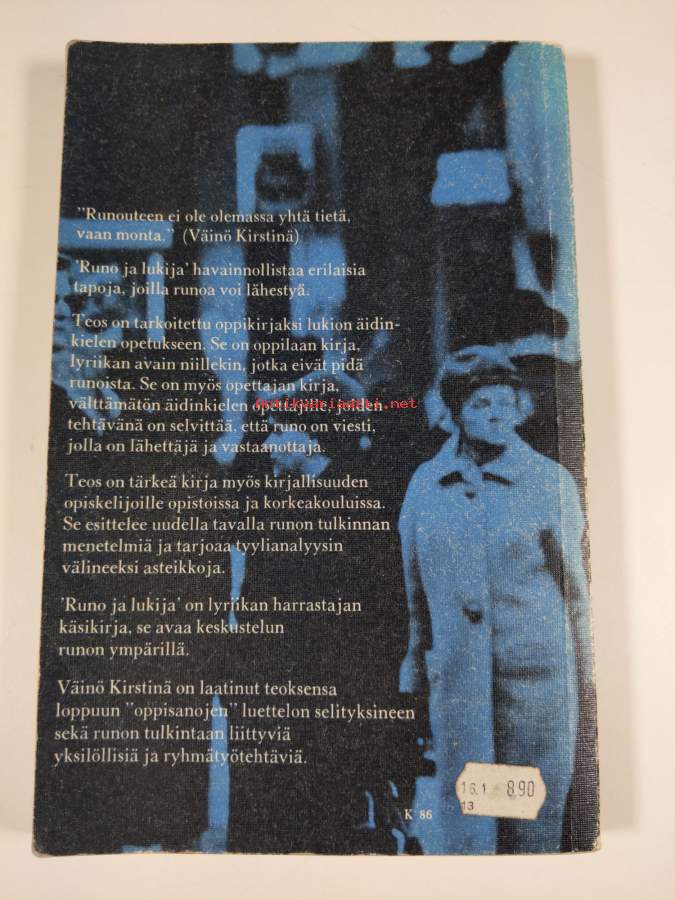 "Runouteen ei ole olemassa yhtä tietä,
vaan monta." (Väinö Kirstinä)
'Runo ja lukija' havainnollistaa erilaisia
tapoja, joilla runoa voi lähestyä.
Teos on tarkoitettu oppikirjaksi lukion äidin-
kielen opetukseen. Se on oppilaan kirja,
lyriikan avain niillekin, jotka eivät pidä
runoista. Se on myös opettajan kirja,
välttämätön äidinkielen opettajille, joiden
tehtävänä on selvittää, että runo on viesti,
jolla on lähettäjä ja vastaanottaja.
Teos on tärkeä kirja myös kirjallisuuden
opiskelijoille opistoissa ja korkeakouluissa.
Se esittelee uudella tavalla runon tulkinnan
menetelmiä ja tarjoaa tyylianalyysin
välineeksi asteikkoja.
'Runo ja lukija' on lyriikan harrastajan
käsikirja, se avaa keskustelun
runon ympärillä.
Väinö Kirstinä on laatinut teoksensa
loppuun "oppisanojen" luettelon selityksineen
sekä runon tulkintaan liittyviä
yksilöllisiä ja ryhmätyötehtäviä.
16.1 8.90
13
K 86